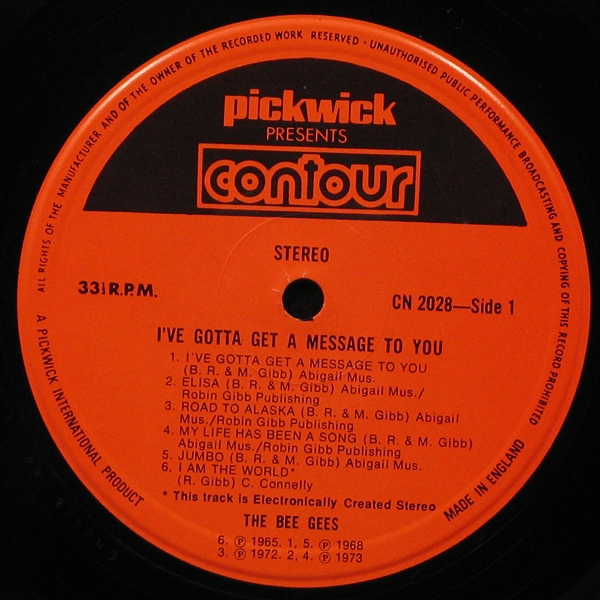 ALL RIGHTS OF THE MANUFACTURER AND OF THE OWNER OF THE RECORDED WORK RESERVED · UNAUTHORISED PUBLIC PERFORMANCE BROADCASTING AND COPYING OF THIS RECORD PROHIBITED
pickwick
PRESENTS
contour
STEREO
33⅓ R.P.M.
CN 2028—Side 1
I'VE GOTTA GET A MESSAGE TO YOU
1. I'VE GOTTA GET A MESSAGE TO YOU
(B. R. & M. Gibb) Abigail Mus.
2. ELISA (B. R. & M. Gibb) Abigail Mus./
Robin Gibb Publishing
3. ROAD TO ALASKA (B. R. & M. Gibb) Abigail
Mus./Robin Gibb Publishing
4. MY LIFE HAS BEEN A SONG (B. R. & M. Gibb)
Abigail Mus./Robin Gibb Publishing
5. JUMBO (B. R. & M. Gibb) Abigail Mus.
6. I AM THE WORLD*
(R. Gibb) C. Connelly
* This track is Electronically Created Stereo
THE BEE GEES
6. ℗ 1965. 1, 5. ℗ 1968
3. ℗ 1972. 2, 4. ℗ 1973
A PICKWICK INTERNATIONAL PRODUCT
MADE IN ENGLAND